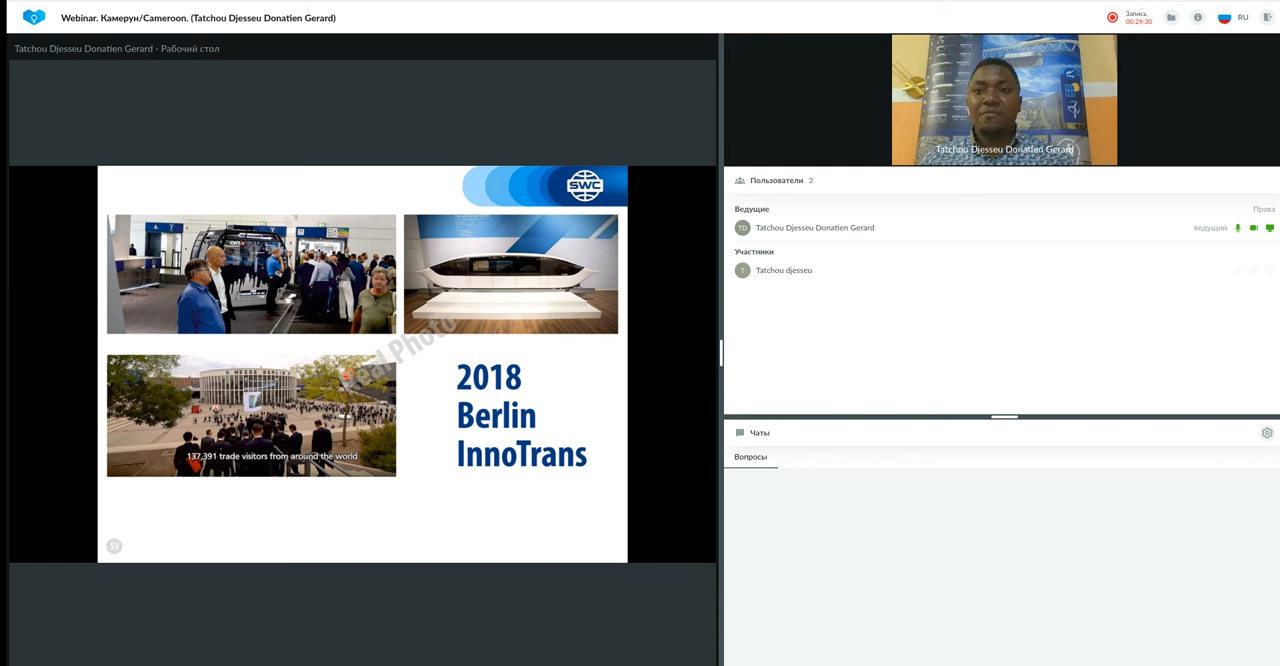 Webinar. Камерун/Cameroon. (Tatchou Djesseu Donatien Gerard)
Запись
00:29:30
RU
Tatchou Djesseu Donatien Gerard - Рабочий стол
SWC
Real Photo
137,391 trade visitors from around the world
2018
Berlin
InnoTrans
59
Tatchou Djesseu Donatien Gerard
Пользователи 2
Ведущие Права
TD Tatchou Djesseu Donatien Gerard ведущий
Участники
T Tatchou djesseu
Чаты
Вопросы